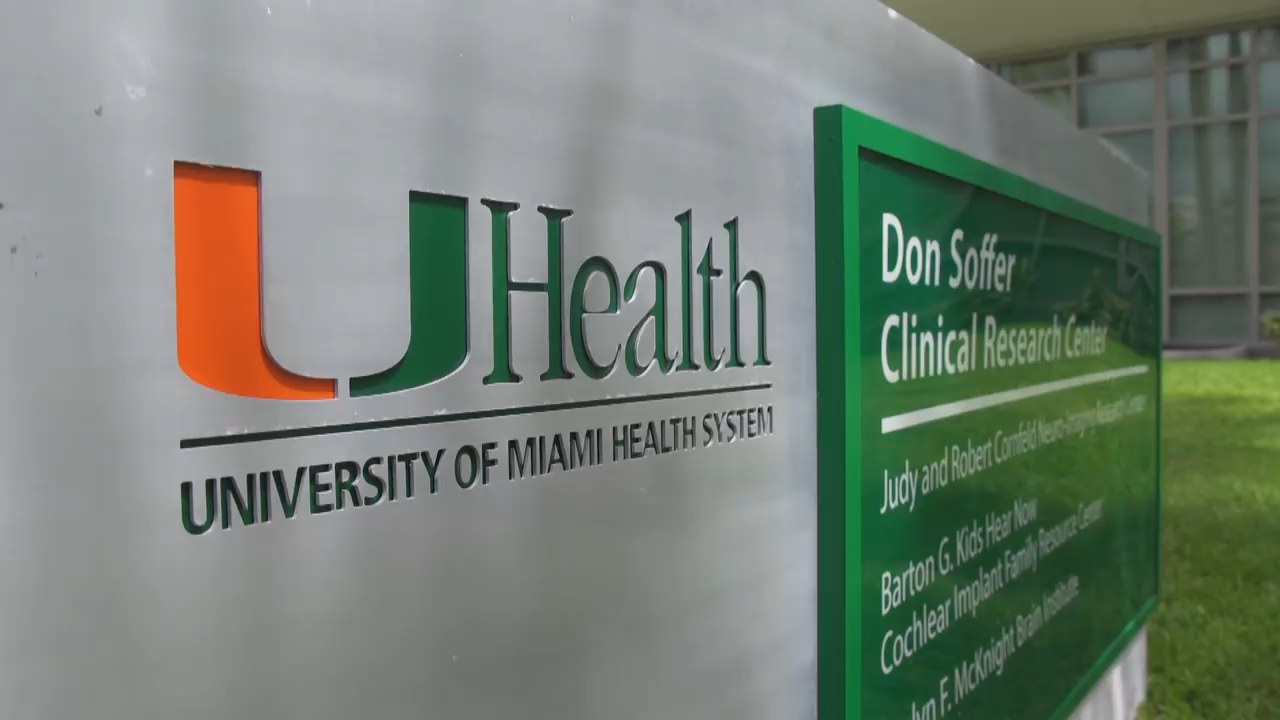 UHealth
UNIVERSITY OF MIAMI HEALTH SYSTEM
Don Soffer
Clinical Research Center
Judy and Robert Cornfeld Neuro-imaging Research Center
Barton G. Kids Hear Now
Cochlear Implant Family Resource Center
F. McKnight Brain Institute